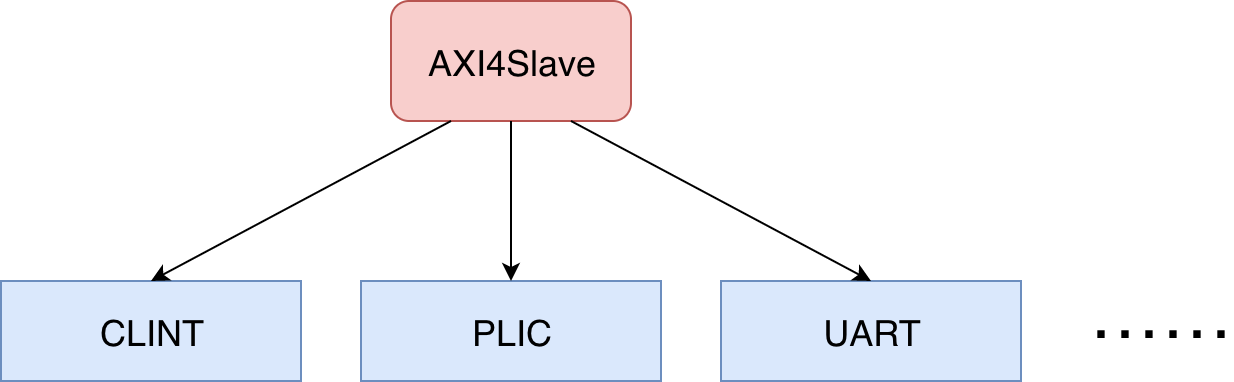 AXI4Slave
CLINT
PLIC
UART
......